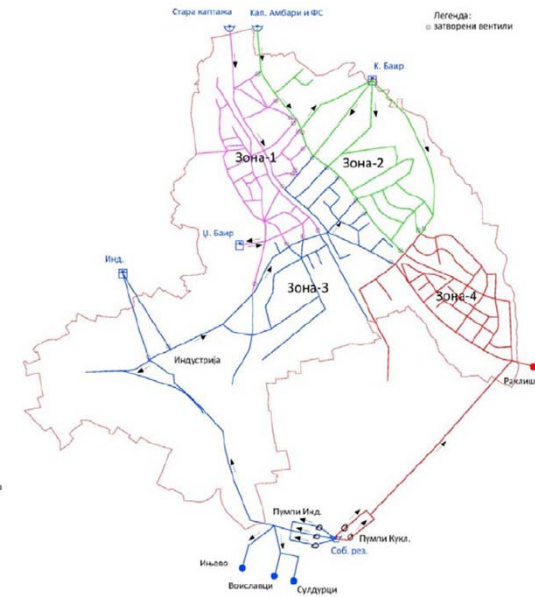 Стара каптажа
Кап. Амбари и ФС
Легенда:
затворени вентили
К. Баир
Зона-1
Зона-2
Џ. Баир
Инд.
Зона-3
Зона-4
Индустрија
Раклиш
Пумпи Инд.
Пумпи Кукл.
Соб. рез.
Ињево
Воиславци
Сулдурци